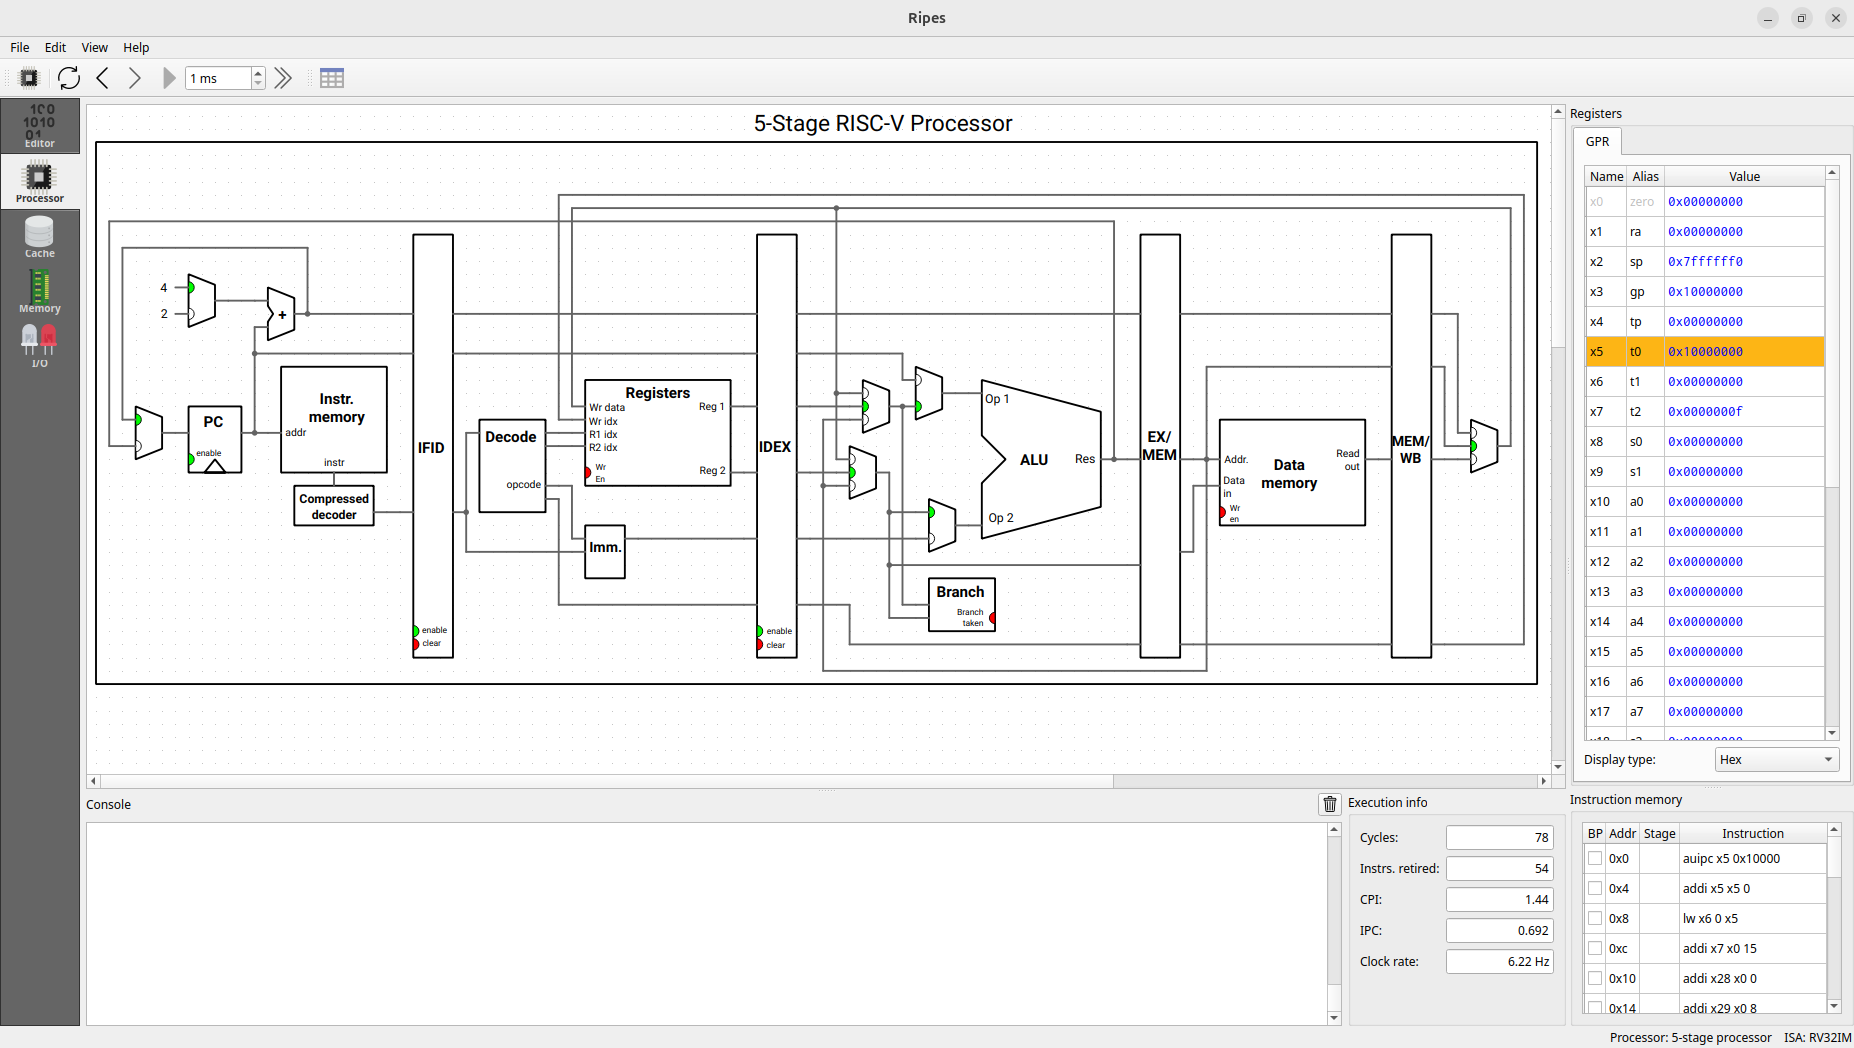 Ripes
File Edit View Help
1 ms
100
1010
01
Editor
Processor
Cache
Memory
I/O
5-Stage RISC-V Processor
4
2
+
PC
enable
Instr.
memory
addr
instr
Compressed
decoder
IFID
enable
clear
Decode
opcode
Registers
Wr data
Wr idx
R1 idx
R2 idx
Wr
En
Reg 1
Reg 2
Imm.
IDEX
enable
clear
Op 1
ALU
Res
Op 2
Branch
Branch
taken
EX/
MEM
Addr.
Data
in
Wr
en
Data
memory
Read
out
MEM/
WB
Registers
GPR
Name Alias Value
x0 zero 0x00000000
x1 ra 0x00000000
x2 sp 0x7ffffff0
x3 gp 0x10000000
x4 tp 0x00000000
x5 t0 0x10000000
x6 t1 0x00000000
x7 t2 0x0000000f
x8 s0 0x00000000
x9 s1 0x00000000
x10 a0 0x00000000
x11 a1 0x00000000
x12 a2 0x00000000
x13 a3 0x00000000
x14 a4 0x00000000
x15 a5 0x00000000
x16 a6 0x00000000
x17 a7 0x00000000
x18 s2 0x00000000
Display type: Hex
Console
Execution info
Cycles: 78
Instrs. retired: 54
CPI: 1.44
IPC: 0.692
Clock rate: 6.22 Hz
Instruction memory
BP Addr Stage Instruction
0x0 auipc x5 0x10000
0x4 addi x5 x5 0
0x8 lw x6 0 x5
0xc addi x7 x0 15
0x10 addi x28 x0 0
0x14 addi x29 x0 8
Processor: 5-stage processor ISA: RV32IM